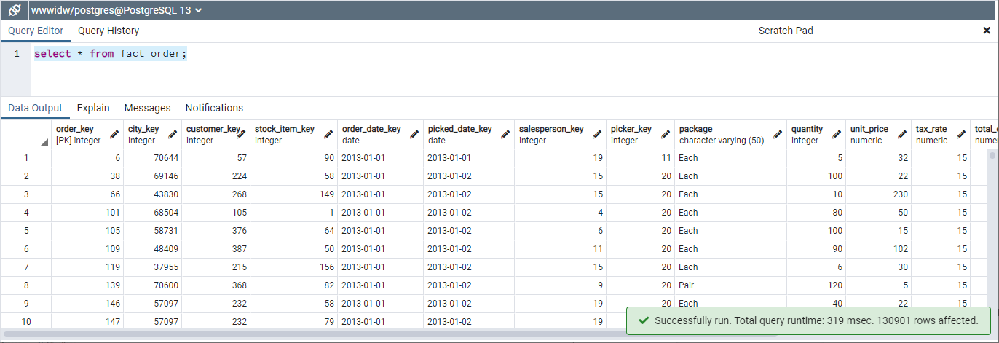 wwwidw/postgres@PostgreSQL 13
Query Editor Query History Scratch Pad
1 select * from fact_order;
Data Output Explain Messages Notifications
order_key city_key customer_key stock_item_key order_date_key picked_date_key salesperson_key picker_key package quantity unit_price tax_rate total_e
[PK] integer integer integer integer date date integer integer character varying (50) integer numeric numeric nume
1 6 70644 57 90 2013-01-01 2013-01-01 19 11 Each 5 32 15
2 38 69146 224 58 2013-01-01 2013-01-02 15 20 Each 100 22 15
3 66 43830 268 149 2013-01-01 2013-01-02 15 20 Each 10 230 15
4 101 68504 105 1 2013-01-01 2013-01-02 4 20 Each 80 50 15
5 105 58731 376 64 2013-01-01 2013-01-02 6 20 Each 100 15 15
6 109 48409 387 50 2013-01-01 2013-01-02 11 20 Each 90 102 15
7 119 37955 215 156 2013-01-01 2013-01-02 15 20 Each 6 30 15
8 139 70600 368 82 2013-01-01 2013-01-02 9 20 Pair 120 5 15
9 146 57097 232 58 2013-01-01 2013-01-02 19 20 Each 40 22 15
10 147 57097 232 79 2013-01-01 2013-01-02 19
Successfully run. Total query runtime: 319 msec. 130901 rows affected.